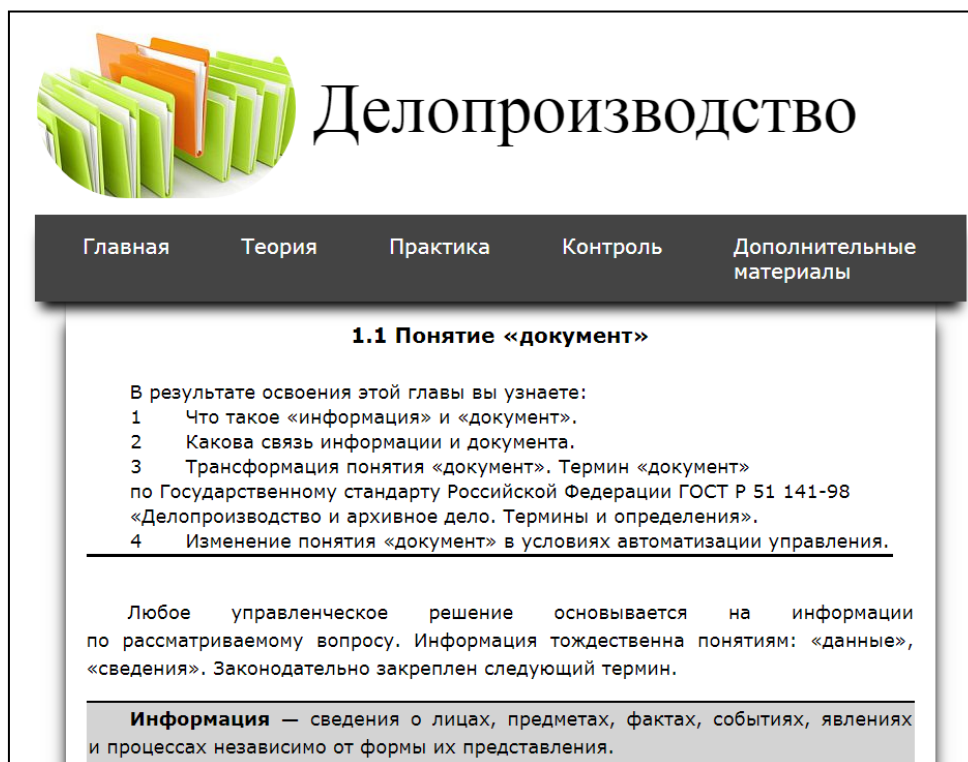 Делопроизводство
Главная Теория Практика Контроль Дополнительные
материалы
1.1 Понятие «документ»
В результате освоения этой главы вы узнаете:
1 Что такое «информация» и «документ».
2 Какова связь информации и документа.
3 Трансформация понятия «документ». Термин «документ»
по Государственному стандарту Российской Федерации ГОСТ Р 51 141-98
«Делопроизводство и архивное дело. Термины и определения».
4 Изменение понятия «документ» в условиях автоматизации управления.
Любое управленческое решение основывается на информации
по рассматриваемому вопросу. Информация тождественна понятиям: «данные»,
«сведения». Законодательно закреплен следующий термин.
Информация — сведения о лицах, предметах, фактах, событиях, явлениях
и процессах независимо от формы их представления.